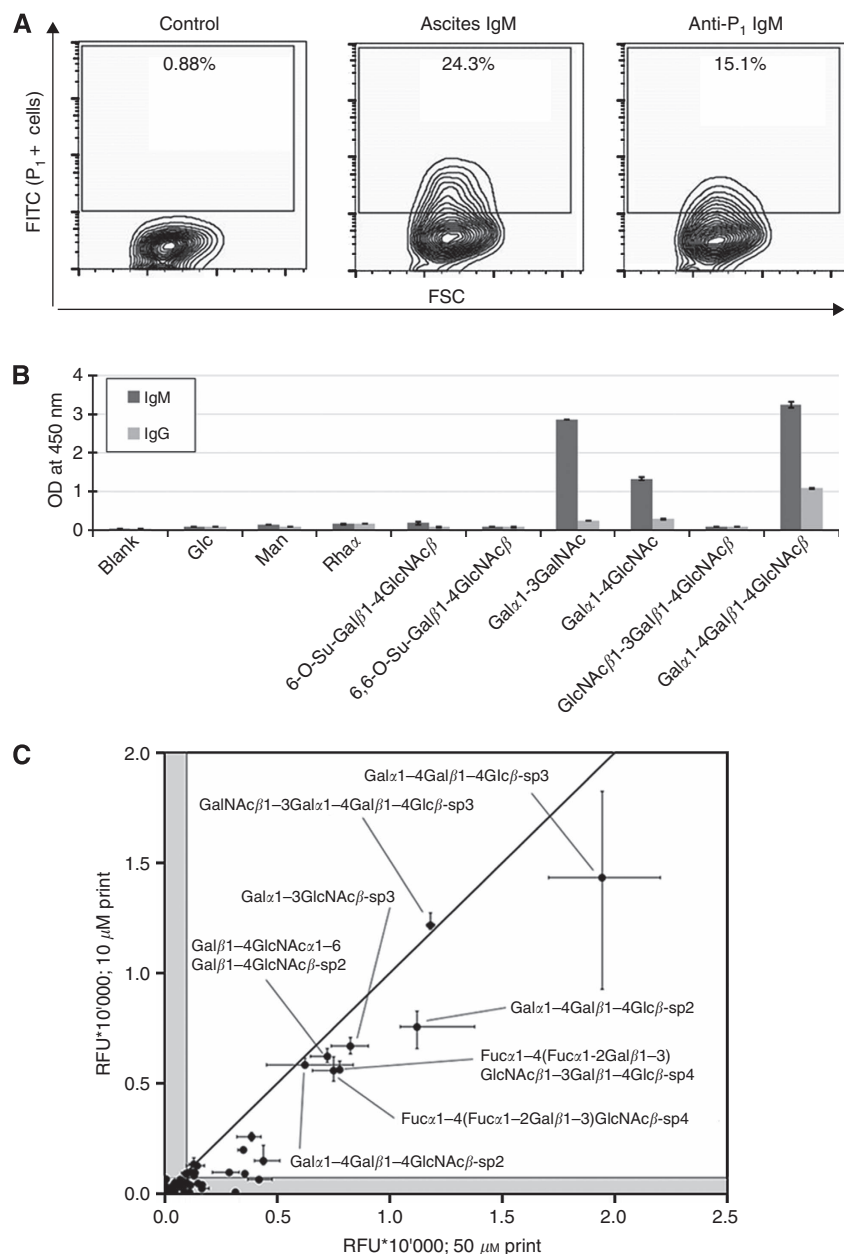 A
Control
Ascites IgM
Anti-P1 IgM
0.88%
24.3%
15.1%
FITC (P1 + cells)
FSC
B
OD at 450 nm
4
3
2
1
0
IgM
IgG
Blank
Glc
Man
Rhaα
6-O-Su-Galβ1-4GlcNAcβ
6,6-O-Su-Galβ1-4GlcNAcβ
Galα1-3GalNAc
Galα1-4GlcNAc
GlcNAcβ1-3Galβ1-4GlcNAcβ
Galα1-4Galβ1-4GlcNAcβ
C
RFU*10'000; 10 μM print
2.0
1.5
1.0
0.5
0.0
Galα1–4Galβ1–4Glcβ-sp3
GalNAcβ1–3Galα1–4Galβ1–4Glcβ-sp3
Galα1–3GlcNAcβ-sp3
Galβ1–4GlcNAcα1–6
Galβ1–4GlcNAcβ-sp2
Galα1–4Galβ1–4Glcβ-sp2
Fucα1–4(Fucα1-2Galβ1–3)
GlcNAcβ1–3Galβ1–4Glcβ-sp4
Fucα1–4(Fucα1–2Galβ1–3)GlcNAcβ-sp4
Galα1–4Galβ1–4GlcNAcβ-sp2
0.0 0.5 1.0 1.5 2.0 2.5
RFU*10'000; 50 μM print